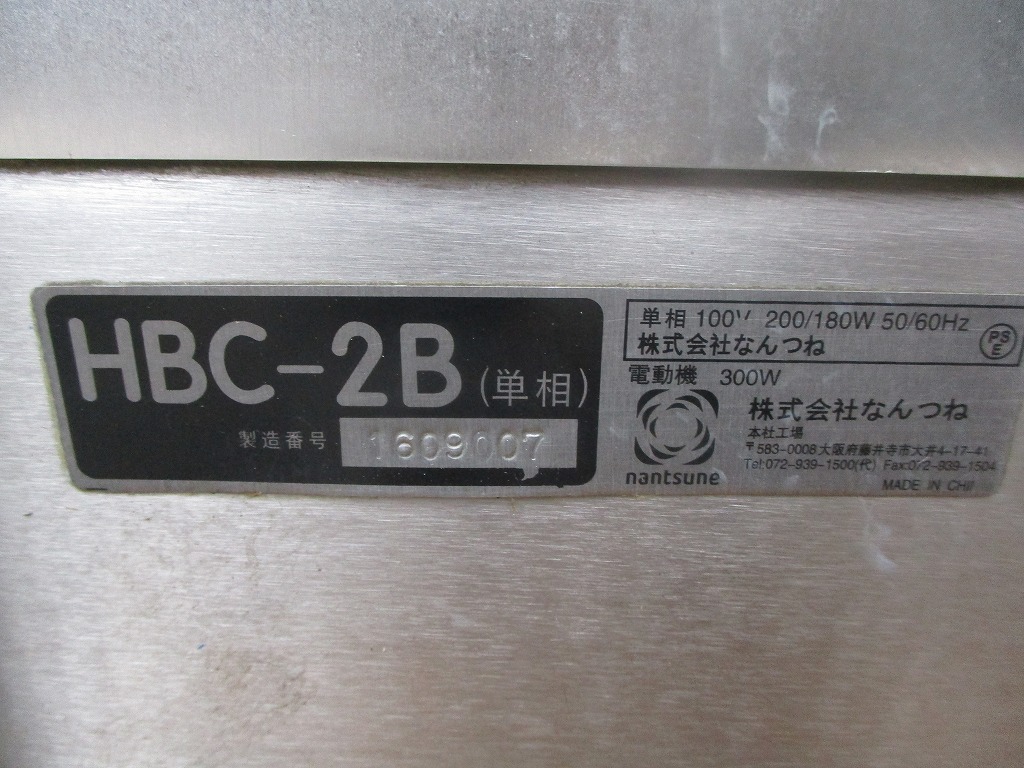 HBC-2B (単相)
製造番号 1609007
単相 100V 200/180W 50/60Hz
株式会社なんつね
PS
E
電動機 300W
nantsune
株式会社なんつね
本社工場
〒583-0008大阪府藤井寺市大井4-17-41
Tel:072-939-1500(代) Fax:072-939-1504
MADE IN